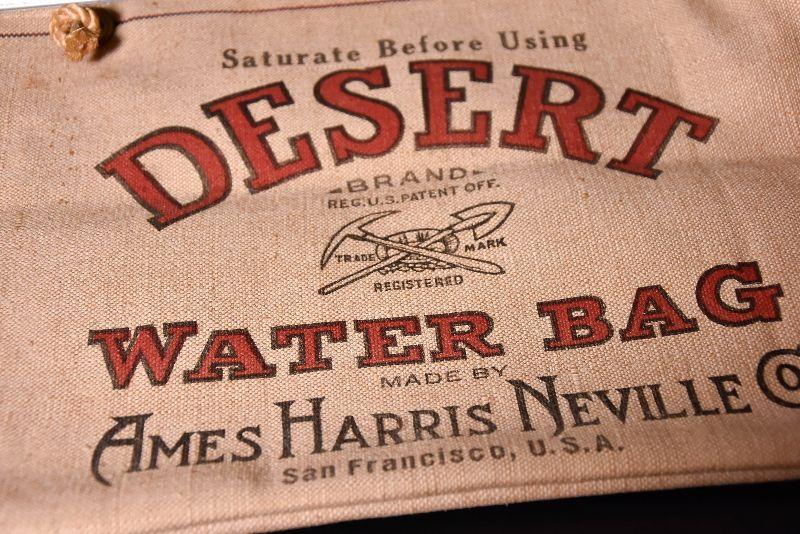 Saturate Before Using
DESERT
-BRAND-
REG. U.S. PATENT OFF.
TRADE MARK
REGISTERED
WATER BAG
MADE BY
AMES HARRIS NEVILLE Co
San Francisco, U.S.A.